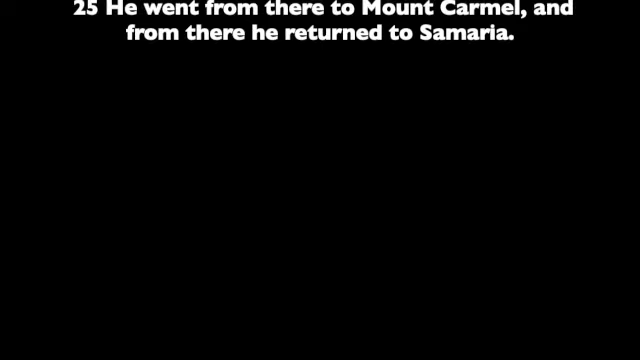 25 He went from there to Mount Carmel, and
from there he returned to Samaria.